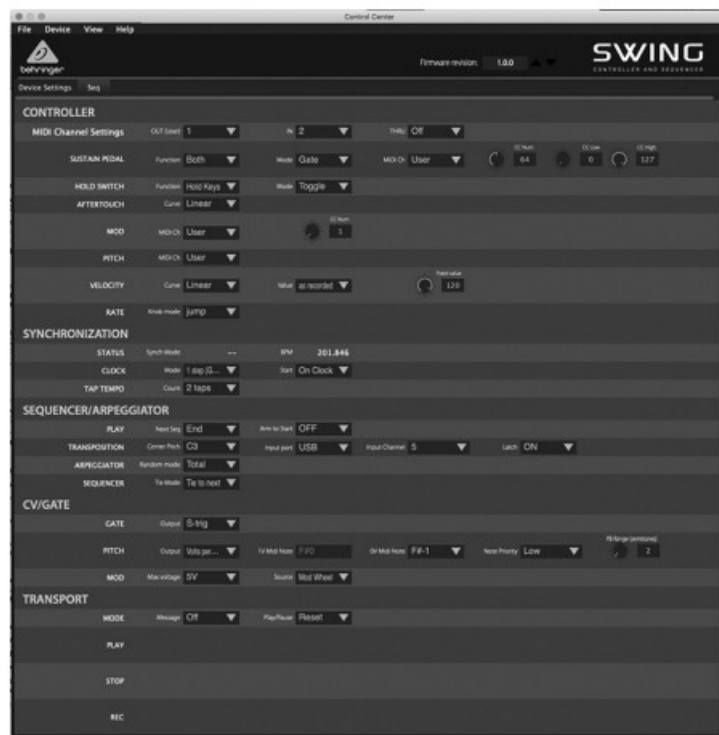 Control Center
File Device View Help
behringer
Firmware revision: 1.0.0
SWING
CONTROLLER AND SEQUENCER
Device Settings Seq
CONTROLLER
MIDI Channel Settings OUT (User) 1 IN 2 THRU Off
CC Num CC Low CC High
SUSTAIN PEDAL Function Both Mode Gate MIDI Ch User 64 0 127
HOLD SWITCH Function Hold Keys Mode Toggle
AFTERTOUCH Curve Linear
CC Num
MOD MIDI Ch User 1
PITCH MIDI Ch User
Fixed value
VELOCITY Curve Linear Value as recorded 120
RATE Knob mode jump
SYNCHRONIZATION
STATUS Synch Mode -- BPM 201.846
CLOCK Mode 1 step (G... Start On Clock
TAP TEMPO Count 2 taps
SEQUENCER/ARPEGGIATOR
PLAY Next Seq End Arm to Start OFF
TRANSPOSITION Center Pitch C3 Input port USB Input Channel 5 Latch ON
ARPEGGIATOR Random mode Total
SEQUENCER Tie Mode Tie to next
CV/GATE
GATE Output S-trig
PB Range (semitones)
PITCH Output Volts per... 1V Midi Note F#0 0V Midi Note F#-1 Note Priority Low 2
MOD Max voltage 5V Source Mod Wheel
TRANSPORT
MODE Message Off Play/Pause Reset
PLAY
STOP
REC